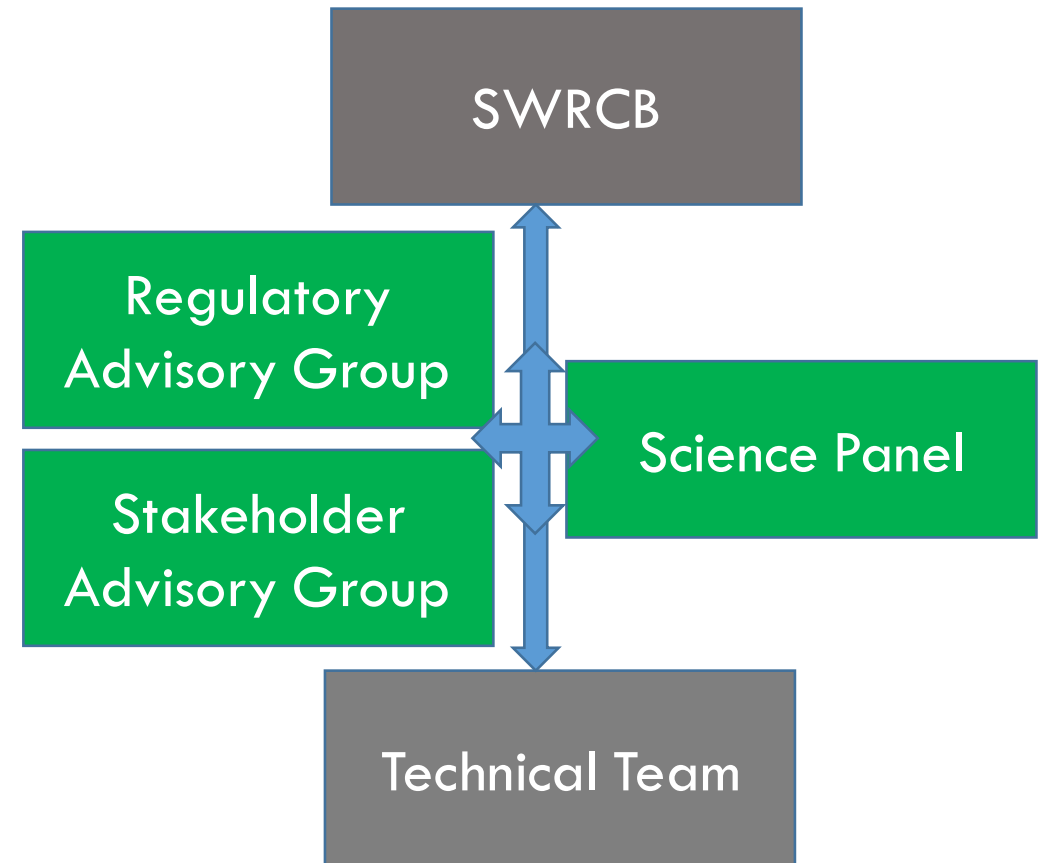 SWRCB
Regulatory
Advisory Group
Science Panel
Stakeholder
Advisory Group
Technical Team